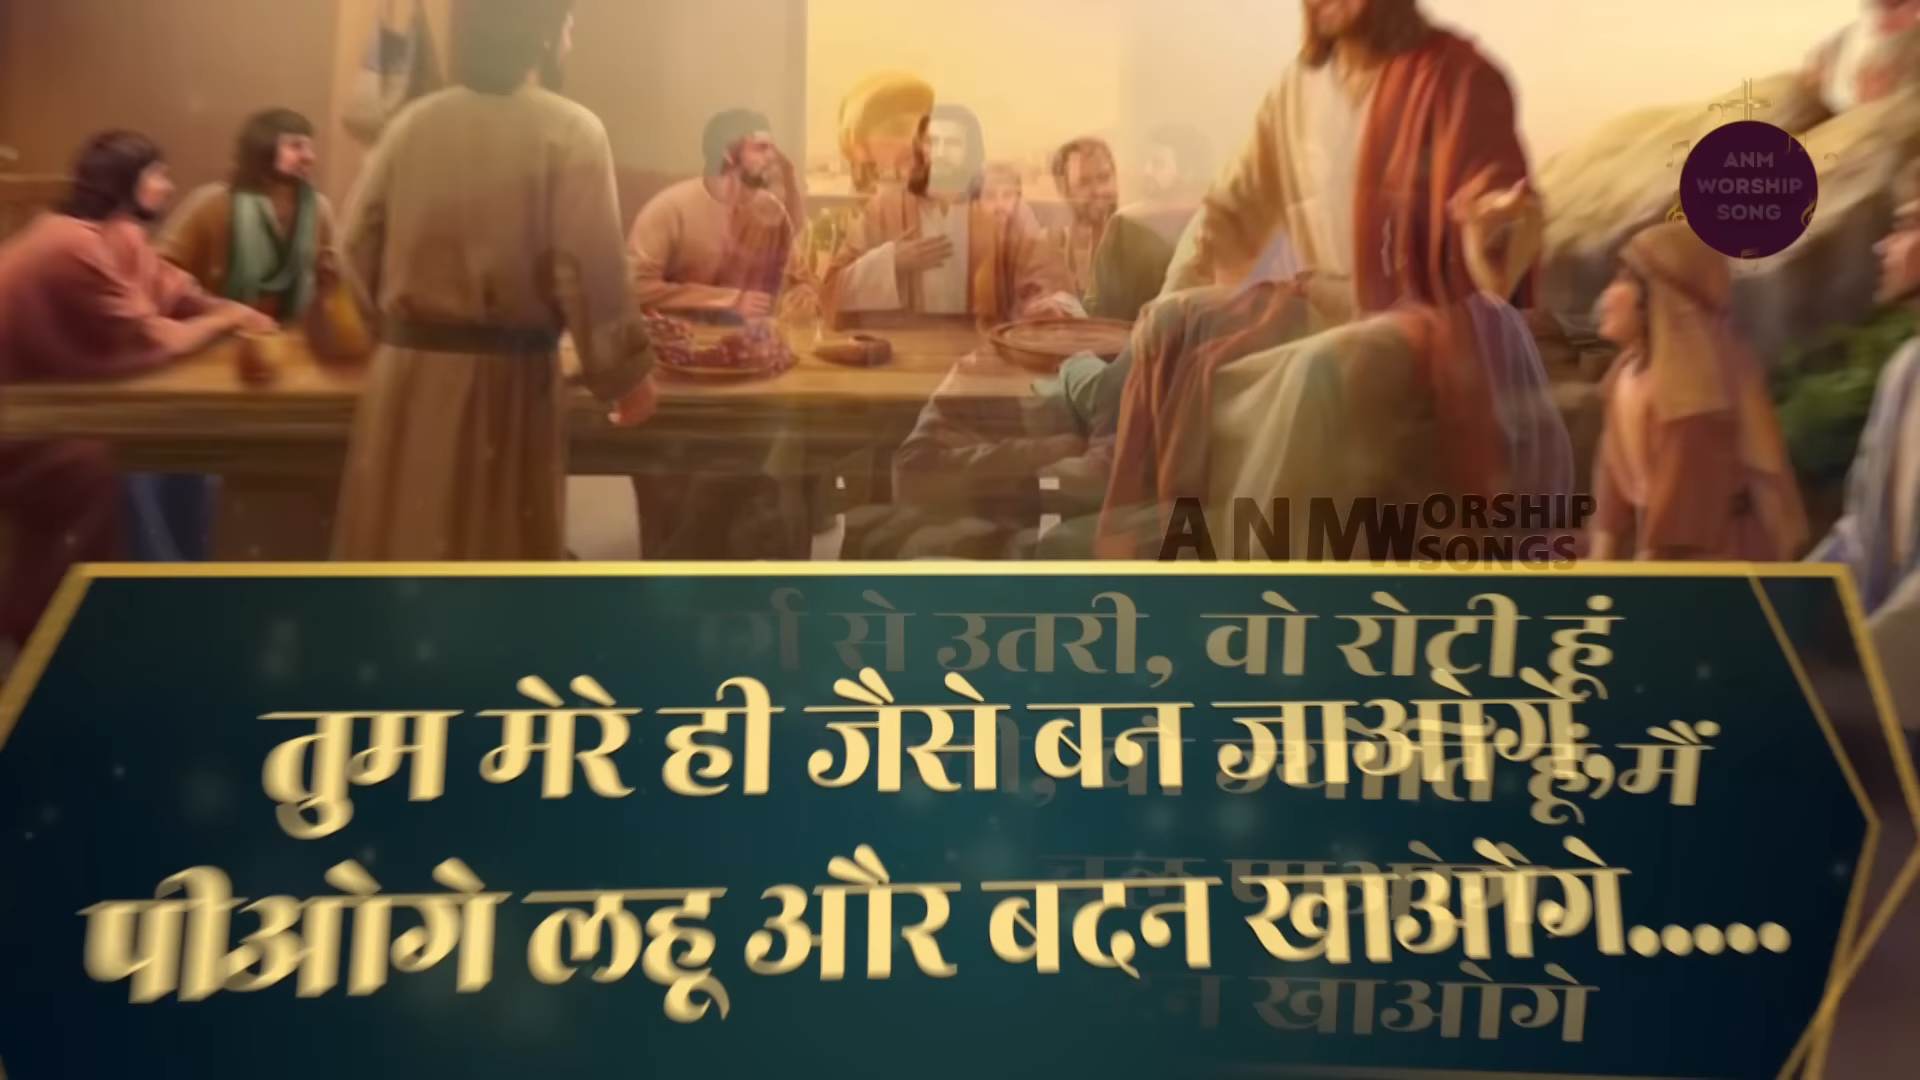 ANM
WORSHIP
SONG
ANM WORSHIP
SONGS
से उतरी, वो रोटी हूं
तुम मेरे ही जैसे बन जाओगे
हूं मैं
पीओगे लहू और बदन खाओगे.....
खाओगे